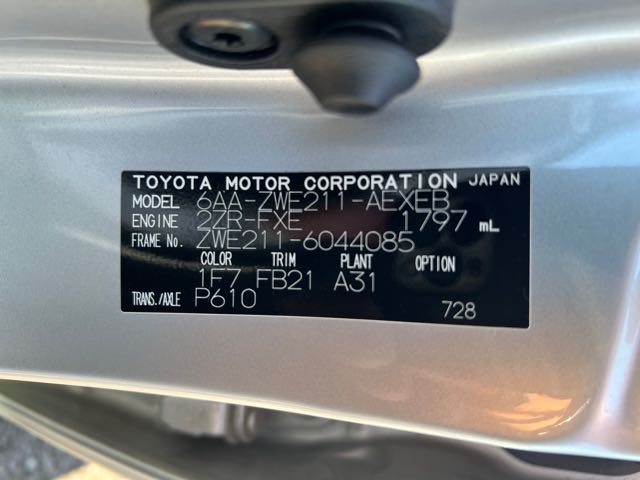 TOYOTA MOTOR CORPORATION JAPAN
MODEL 6AA-ZWE211-AEXEB
ENGINE 2ZR-FXE 1797 mL
FRAME No. ZWE211-6044085
COLOR TRIM PLANT OPTION
1F7 FB21 A31
TRANS./AXLE P610 728